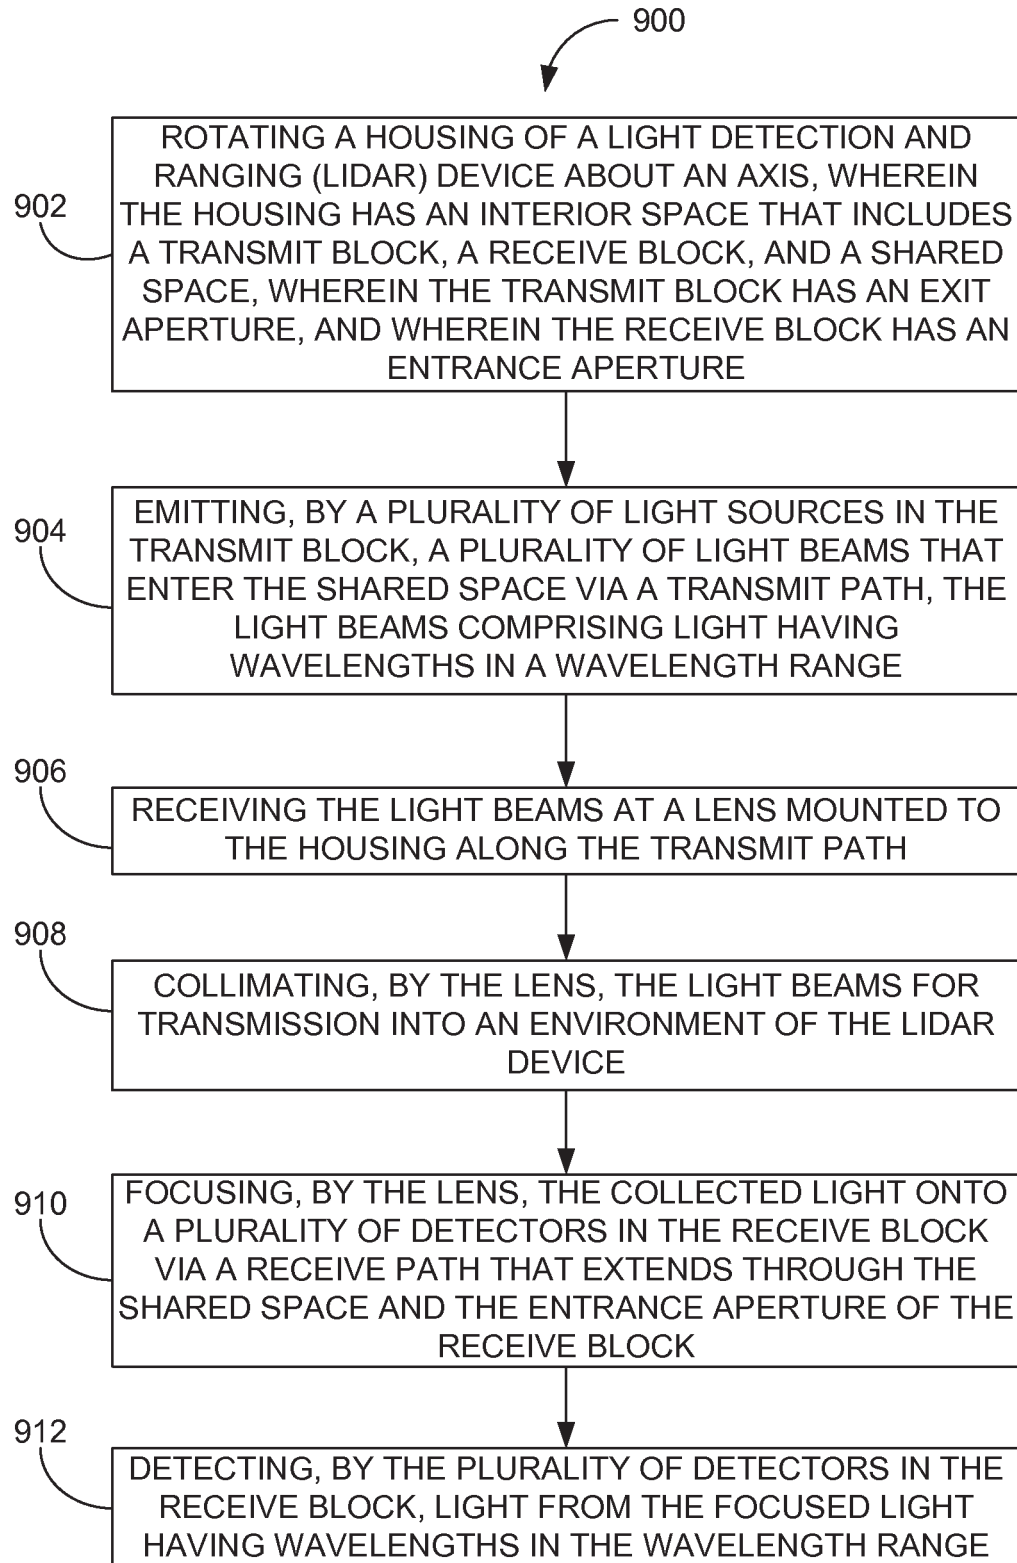 900
902
ROTATING A HOUSING OF A LIGHT DETECTION AND
RANGING (LIDAR) DEVICE ABOUT AN AXIS, WHEREIN
THE HOUSING HAS AN INTERIOR SPACE THAT INCLUDES
A TRANSMIT BLOCK, A RECEIVE BLOCK, AND A SHARED
SPACE, WHEREIN THE TRANSMIT BLOCK HAS AN EXIT
APERTURE, AND WHEREIN THE RECEIVE BLOCK HAS AN
ENTRANCE APERTURE
904
EMITTING, BY A PLURALITY OF LIGHT SOURCES IN THE
TRANSMIT BLOCK, A PLURALITY OF LIGHT BEAMS THAT
ENTER THE SHARED SPACE VIA A TRANSMIT PATH, THE
LIGHT BEAMS COMPRISING LIGHT HAVING
WAVELENGTHS IN A WAVELENGTH RANGE
906
RECEIVING THE LIGHT BEAMS AT A LENS MOUNTED TO
THE HOUSING ALONG THE TRANSMIT PATH
908
COLLIMATING, BY THE LENS, THE LIGHT BEAMS FOR
TRANSMISSION INTO AN ENVIRONMENT OF THE LIDAR
DEVICE
910
FOCUSING, BY THE LENS, THE COLLECTED LIGHT ONTO
A PLURALITY OF DETECTORS IN THE RECEIVE BLOCK
VIA A RECEIVE PATH THAT EXTENDS THROUGH THE
SHARED SPACE AND THE ENTRANCE APERTURE OF THE
RECEIVE BLOCK
912
DETECTING, BY THE PLURALITY OF DETECTORS IN THE
RECEIVE BLOCK, LIGHT FROM THE FOCUSED LIGHT
HAVING WAVELENGTHS IN THE WAVELENGTH RANGE